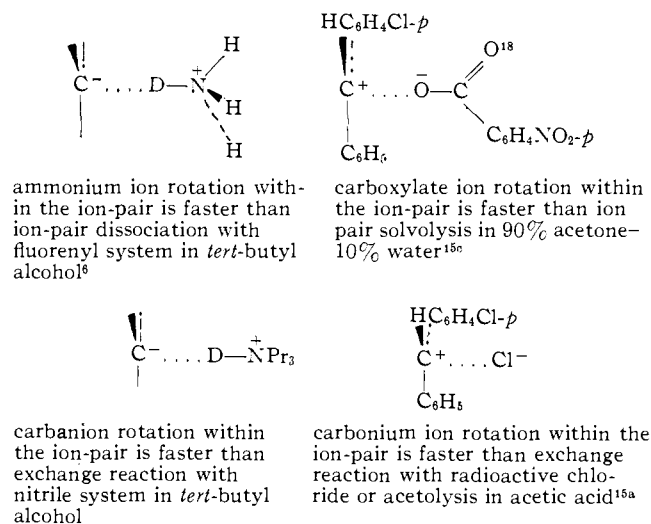 H
C⁻ .... D—N⁺
H
H
ammonium ion rotation with-
in the ion-pair is faster than
ion-pair dissociation with
fluorenyl system in tert-butyl
alcohol⁶
HC₆H₄Cl-p
O¹⁸
C⁺ .... O⁻—C
C₆H₅
C₆H₄NO₂-p
carboxylate ion rotation within
the ion-pair is faster than ion
pair solvolysis in 90% acetone–
10% water¹⁵ᶜ
C⁻ .... D—N⁺Pr₃
carbanion rotation within
the ion-pair is faster than
exchange reaction with
nitrile system in tert-butyl
alcohol
HC₆H₄Cl-p
C⁺ .... Cl⁻
C₆H₅
carbonium ion rotation within the
ion-pair is faster than exchange
reaction with radioactive chlo-
ride or acetolysis in acetic acid¹⁵ᵃ